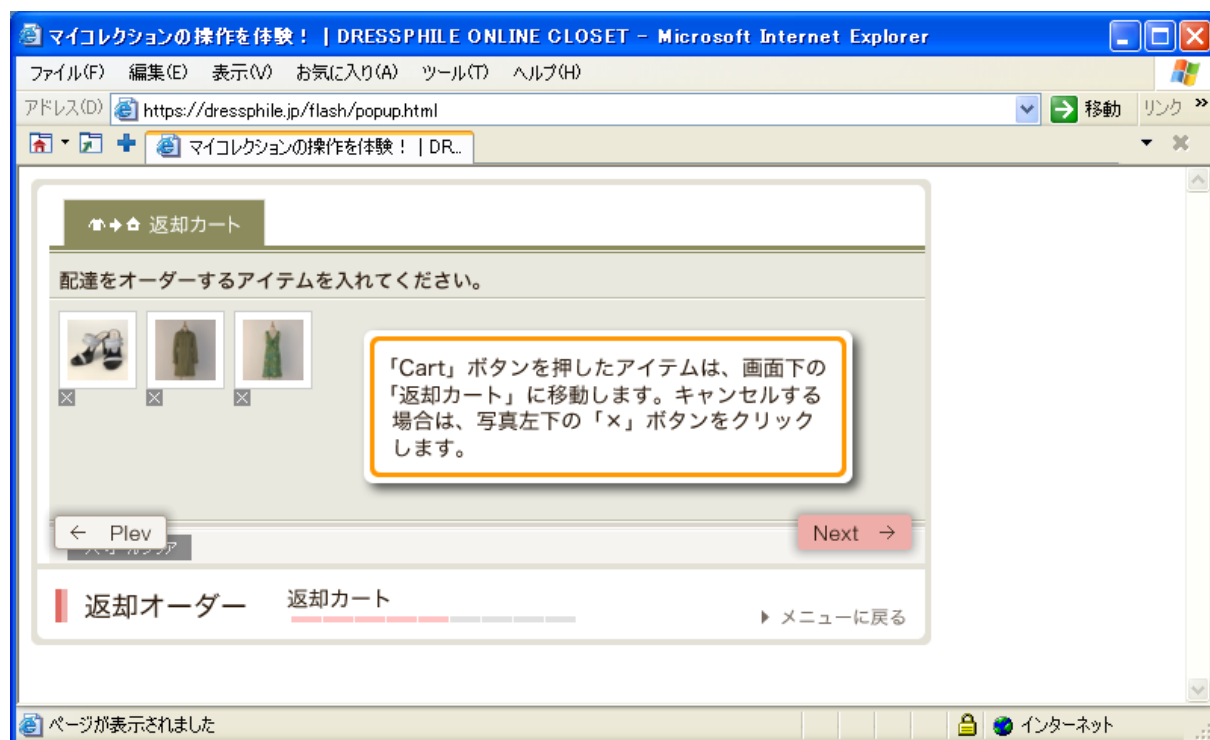 マイコレクションの操作を体験！ | DRESSPHILE ONLINE CLOSET - Microsoft Internet Explorer
ファイル(F) 編集(E) 表示(V) お気に入り(A) ツール(T) ヘルプ(H)
アドレス(D) https://dressphile.jp/flash/popup.html 移動 リンク »
マイコレクションの操作を体験！ | DR...
返却カート
配達をオーダーするアイテムを入れてください。
「Cart」ボタンを押したアイテムは、画面下の
「返却カート」に移動します。キャンセルする
場合は、写真左下の「×」ボタンをクリック
します。
← Plev
Next →
返却オーダー 返却カート
メニューに戻る
ページが表示されました インターネット